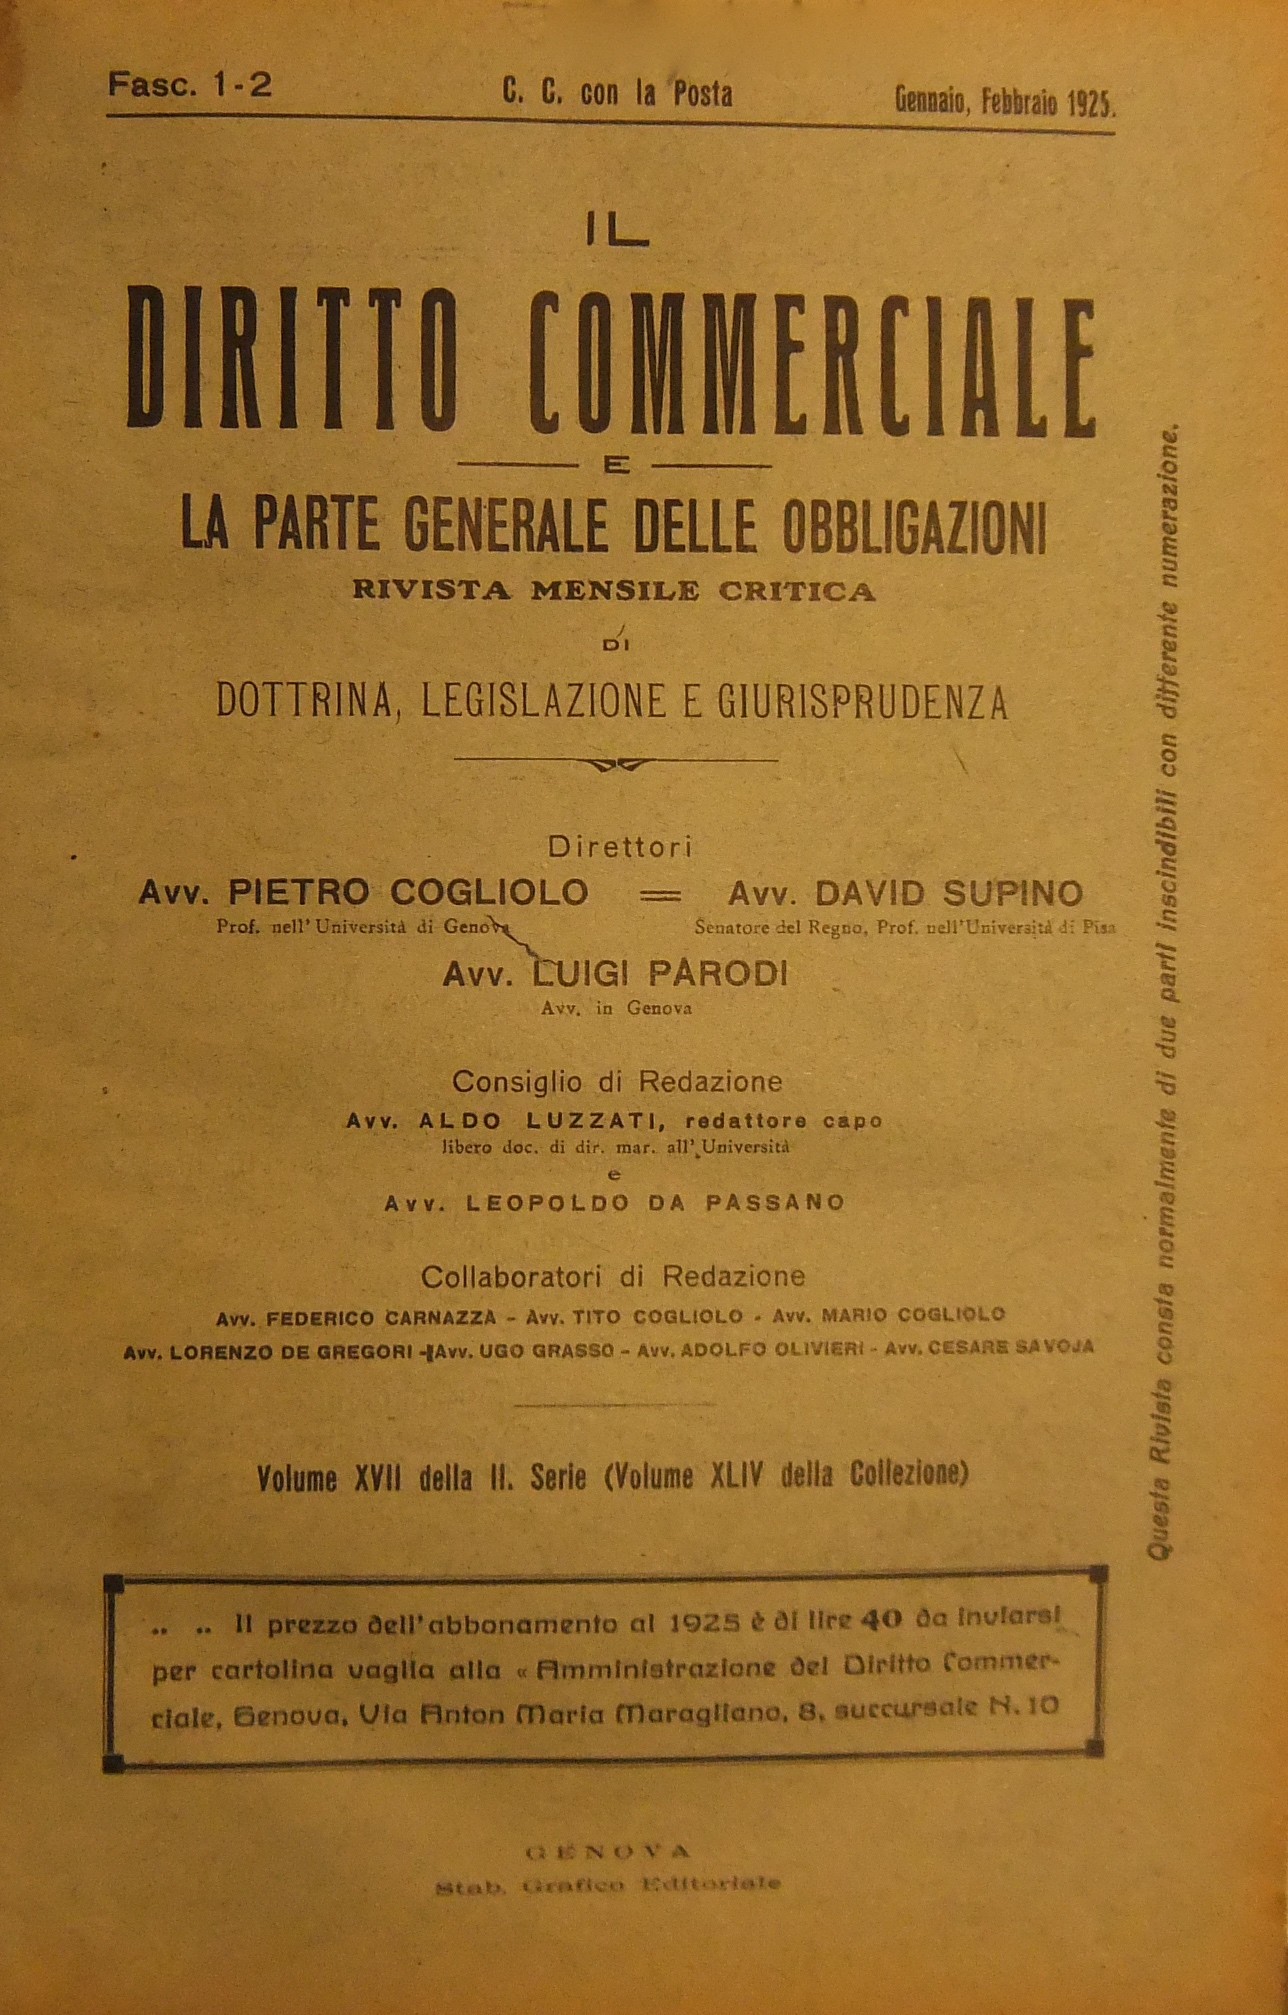 Fasc. 1-2
C. C. con la Posta
Gennaio, Febbraio 1925.
IL
DIRITTO COMMERCIALE
E
LA PARTE GENERALE DELLE OBBLIGAZIONI
RIVISTA MENSILE CRITICA
DI
DOTTRINA, LEGISLAZIONE E GIURISPRUDENZA
Direttori
Avv. PIETRO COGLIOLO = Avv. DAVID SUPINO
Prof. nell'Università di Genova
Senatore del Regno, Prof. nell'Università di Pisa
Avv. LUIGI PARODI
Avv. in Genova
Consiglio di Redazione
Avv. ALDO LUZZATI, redattore capo
libero doc. di dir. mar. all'Università
e
Avv. LEOPOLDO DA PASSANO
Collaboratori di Redazione
Avv. FEDERICO CARNAZZA - Avv. TITO COGLIOLO - Avv. MARIO COGLIOLO
Avv. LORENZO DE GREGORI - Avv. UGO GRASSO - Avv. ADOLFO OLIVIERI - Avv. CESARE SAVOJA
Volume XVII della II. Serie (Volume XLIV della Collezione)
.. .. Il prezzo dell'abbonamento al 1925 è di lire 40 da inviarsi
per cartolina vaglia alla « Amministrazione del Diritto Commer-
ciale, Genova, Via Anton Maria Maragliano, 8, succursale N. 10
GENOVA
Stab. Grafico Editoriale
Questa Rivista consta normalmente di due parti inscindibili con differente numerazione.